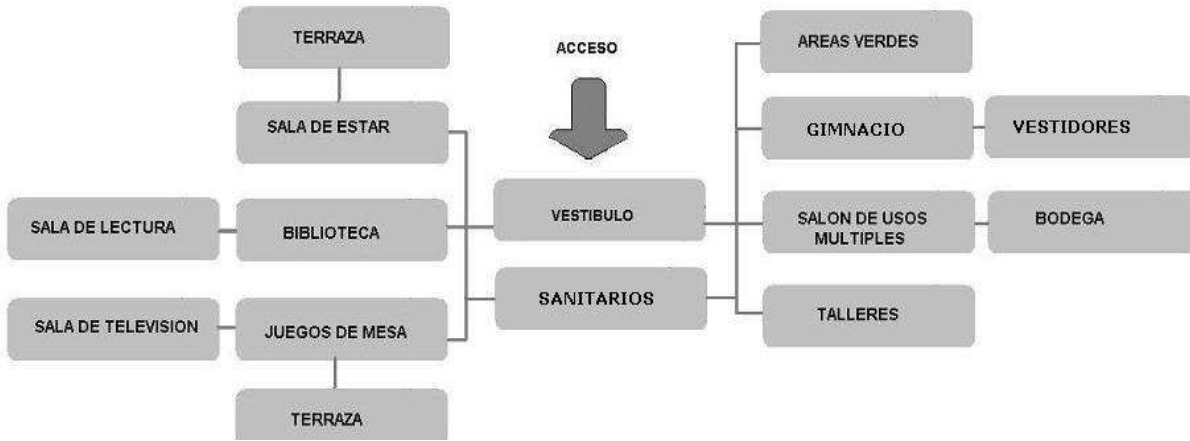 TERRAZA
ACCESO
AREAS VERDES
SALA DE ESTAR
GIMNACIO
VESTIDORES
SALA DE LECTURA
BIBLIOTECA
VESTIBULO
SALON DE USOS
MULTIPLES
BODEGA
SALA DE TELEVISION
JUEGOS DE MESA
SANITARIOS
TALLERES
TERRAZA